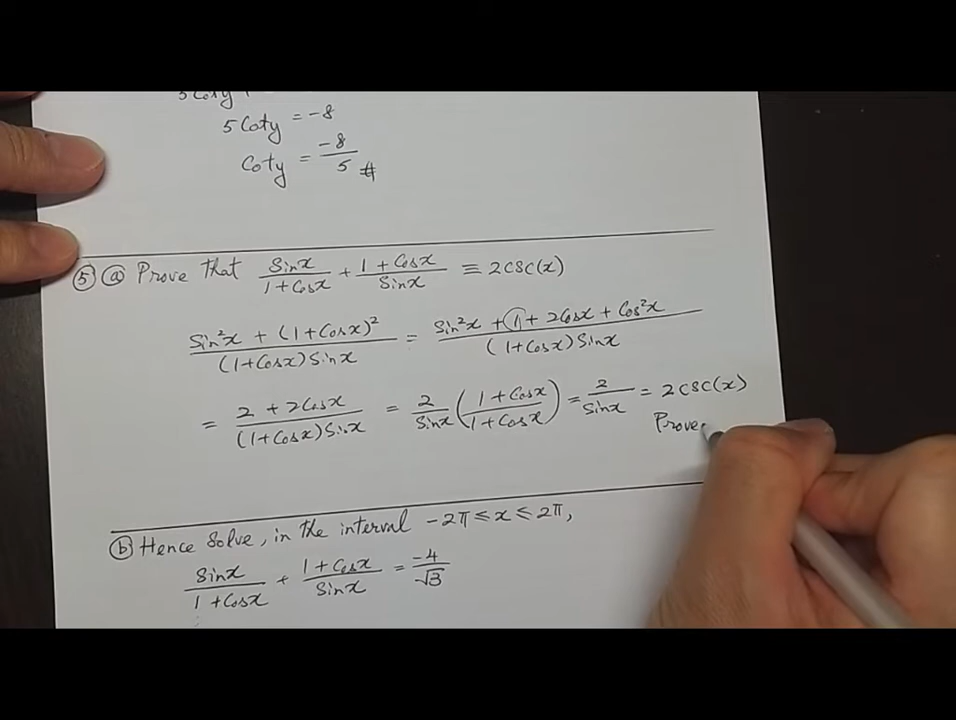 5 Coty
5 Coty = -8
Coty = -8/5 #
⑤ ⓐ Prove that Sinx/(1+Cosx) + (1+Cosx)/Sinx ≡ 2CSC(x)
(Sin²x + (1+Cosx)²)/((1+Cosx)Sinx) = (Sin²x + 1 + 2Cosx + Cos²x)/((1+Cosx)Sinx)
= (2 + 2Cosx)/((1+Cosx)Sinx) = 2/Sinx ((1+Cosx)/(1+Cosx)) = 2/Sinx = 2CSC(x)
Prove
ⓑ Hence Solve, in the interval -2π ≤ x ≤ 2π,
Sinx/(1+Cosx) + (1+Cosx)/Sinx = -4/√3